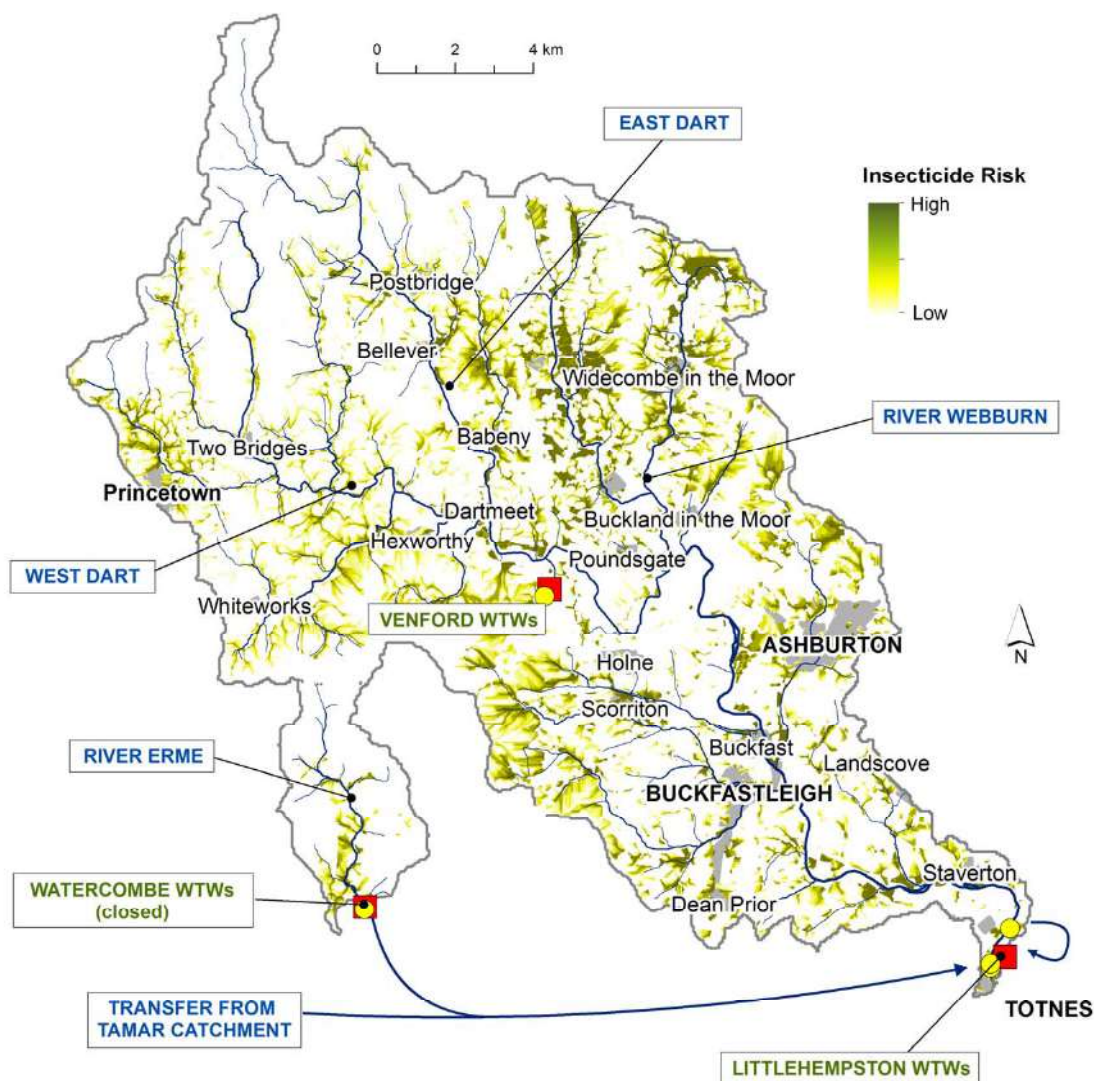 0 2 4 km
EAST DART
Insecticide Risk
High
Low
Postbridge
Bellever
Widecombe in the Moor
RIVER WEBBURN
Babeny
Two Bridges
Princetown
Dartmeet
Buckland in the Moor
Hexworthy
Poundsgate
WEST DART
Whiteworks
VENFORD WTWs
ASHBURTON
N
Holne
Scorriton
RIVER ERME
Buckfast
Landscove
BUCKFASTLEIGH
WATERCOMBE WTWs
(closed)
Staverton
Dean Prior
TRANSFER FROM
TAMAR CATCHMENT
TOTNES
LITTLEHEMPSTON WTWs